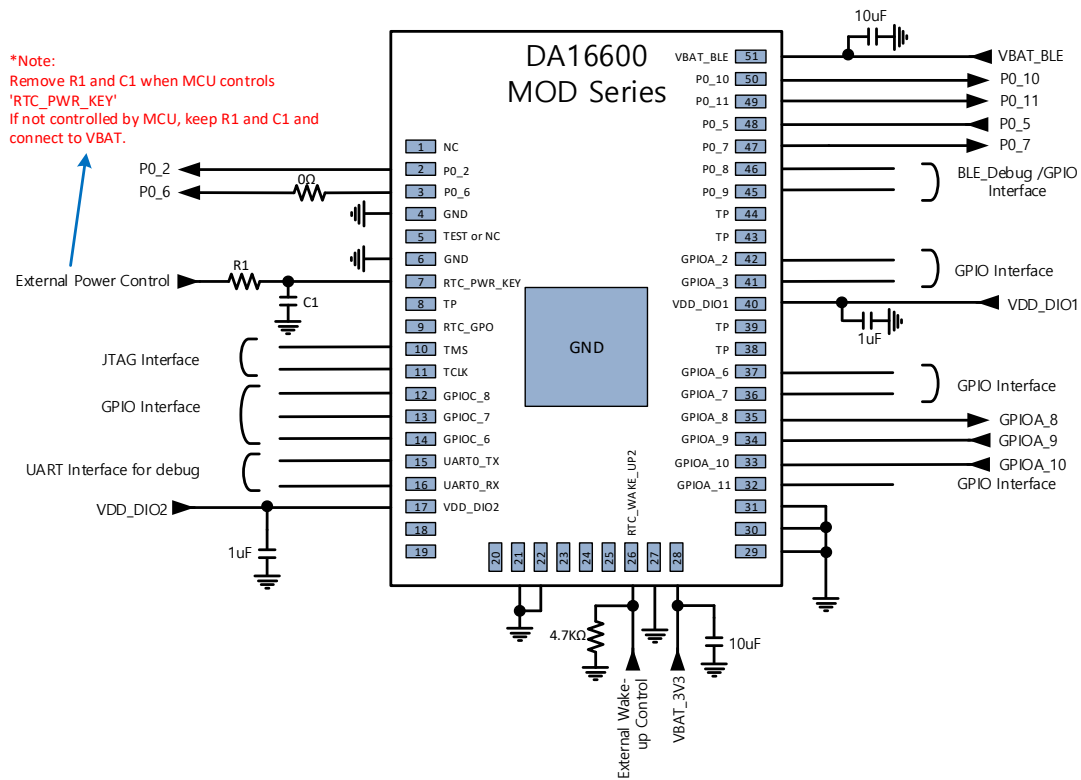 *Note:
Remove R1 and C1 when MCU controls
'RTC_PWR_KEY'
If not controlled by MCU, keep R1 and C1 and
connect to VBAT.
DA16600
MOD Series
P0_2
P0_6
0Ω
External Power Control
R1
C1
JTAG Interface
GPIO Interface
UART Interface for debug
VDD_DIO2
1uF
1 NC
2 P0_2
3 P0_6
4 GND
5 TEST or NC
6 GND
7 RTC_PWR_KEY
8 TP
9 RTC_GPO
10 TMS
11 TCLK
12 GPIOC_8
13 GPIOC_7
14 GPIOC_6
15 UART0_TX
16 UART0_RX
17 VDD_DIO2
18
19
GND
20
21
22
23
24
25
26
27
28
RTC_WAKE_UP2
4.7KΩ
External Wake-
up Control
VBAT_3V3
10uF
VBAT_BLE 51
P0_10 50
P0_11 49
P0_5 48
P0_7 47
P0_8 46
P0_9 45
TP 44
TP 43
GPIOA_2 42
GPIOA_3 41
VDD_DIO1 40
TP 39
TP 38
GPIOA_6 37
GPIOA_7 36
GPIOA_8 35
GPIOA_9 34
GPIOA_10 33
GPIOA_11 32
31
30
29
10uF
VBAT_BLE
P0_10
P0_11
P0_5
P0_7
BLE_Debug /GPIO
Interface
GPIO Interface
VDD_DIO1
1uF
GPIO Interface
GPIOA_8
GPIOA_9
GPIOA_10
GPIO Interface